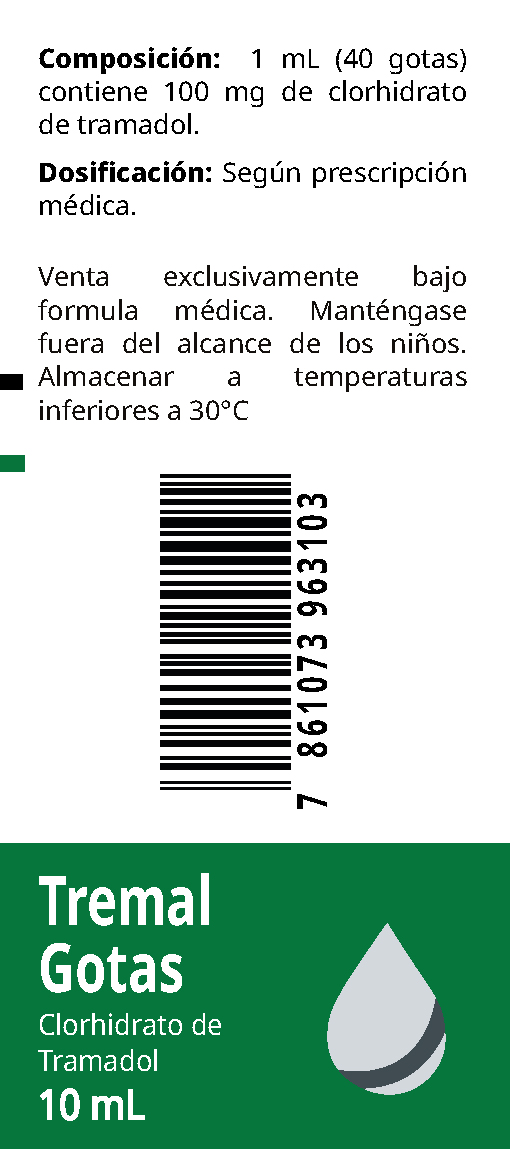 Composición: 1 mL (40 gotas)
contiene 100 mg de clorhidrato
de tramadol.
Dosificación: Según prescripción
médica.
Venta exclusivamente bajo
formula médica. Manténgase
fuera del alcance de los niños.
Almacenar a temperaturas
inferiores a 30°C
7 861073 963103
Tremal
Gotas
Clorhidrato de
Tramadol
10 mL